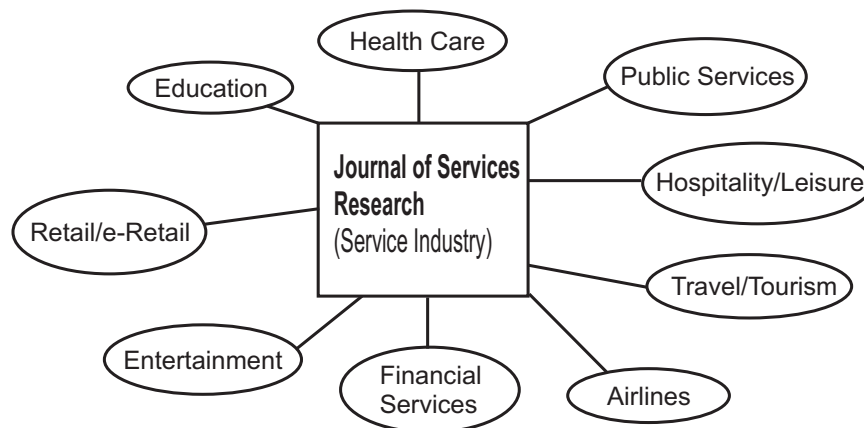 Health Care
Education
Public Services
Journal of Services
Research
(Service Industry)
Hospitality/Leisure
Retail/e-Retail
Travel/Tourism
Entertainment
Financial
Services
Airlines